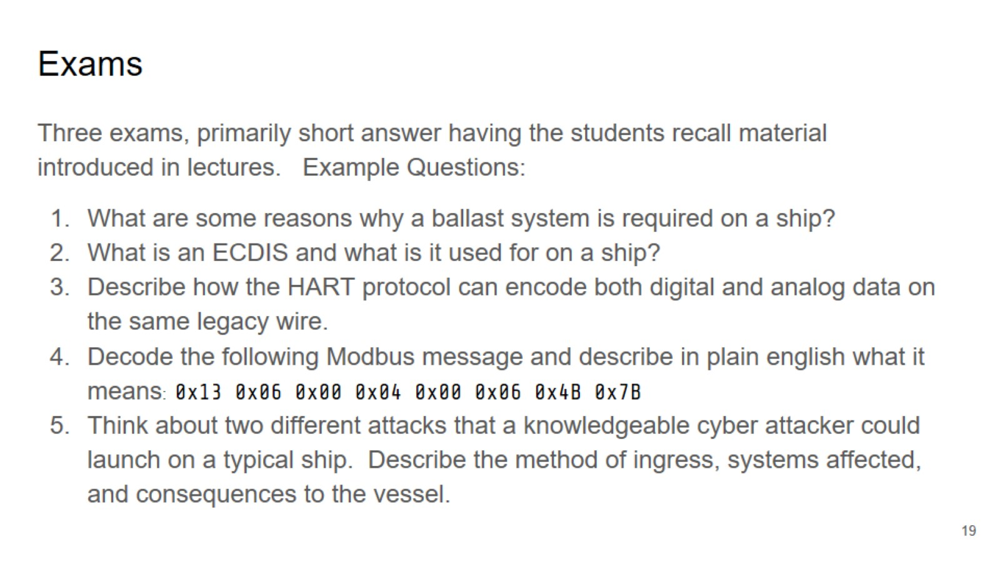 Exams
Three exams, primarily short answer having the students recall material
introduced in lectures.   Example Questions:
1. What are some reasons why a ballast system is required on a ship?
2. What is an ECDIS and what is it used for on a ship?
3. Describe how the HART protocol can encode both digital and analog data on
the same legacy wire.
4. Decode the following Modbus message and describe in plain english what it
means: 0x13 0x06 0x00 0x04 0x00 0x06 0x4B 0x7B
5. Think about two different attacks that a knowledgeable cyber attacker could
launch on a typical ship.  Describe the method of ingress, systems affected,
and consequences to the vessel.
19